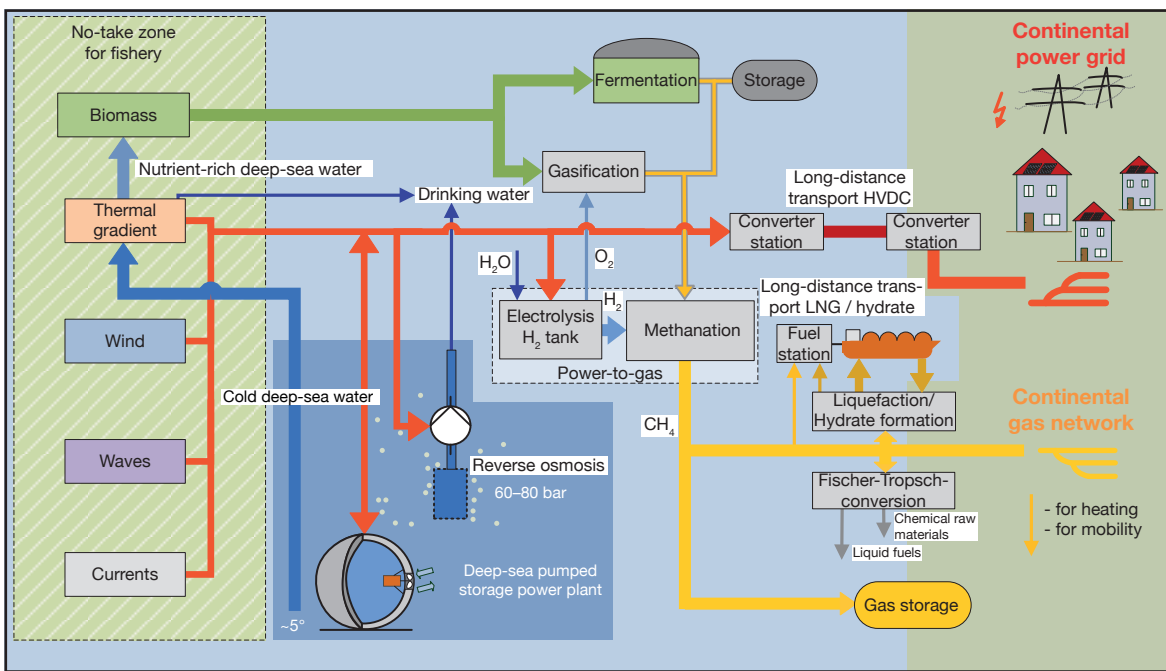 No-take zone
for fishery
Biomass
Nutrient-rich deep-sea water
Thermal
gradient
Wind
Cold deep-sea water
Waves
Currents
~5°
Fermentation
Storage
Gasification
Drinking water
H₂O
O₂
H₂
Electrolysis
H₂ tank
Methanation
Power-to-gas
Reverse osmosis
60–80 bar
Deep-sea pumped
storage power plant
Long-distance
transport HVDC
Converter
station
Converter
station
Long-distance trans-
port LNG / hydrate
Fuel
station
Liquefaction/
Hydrate formation
CH₄
Fischer-Tropsch-
conversion
Chemical raw
materials
Liquid fuels
Gas storage
Continental
power grid
Continental
gas network
- for heating
- for mobility